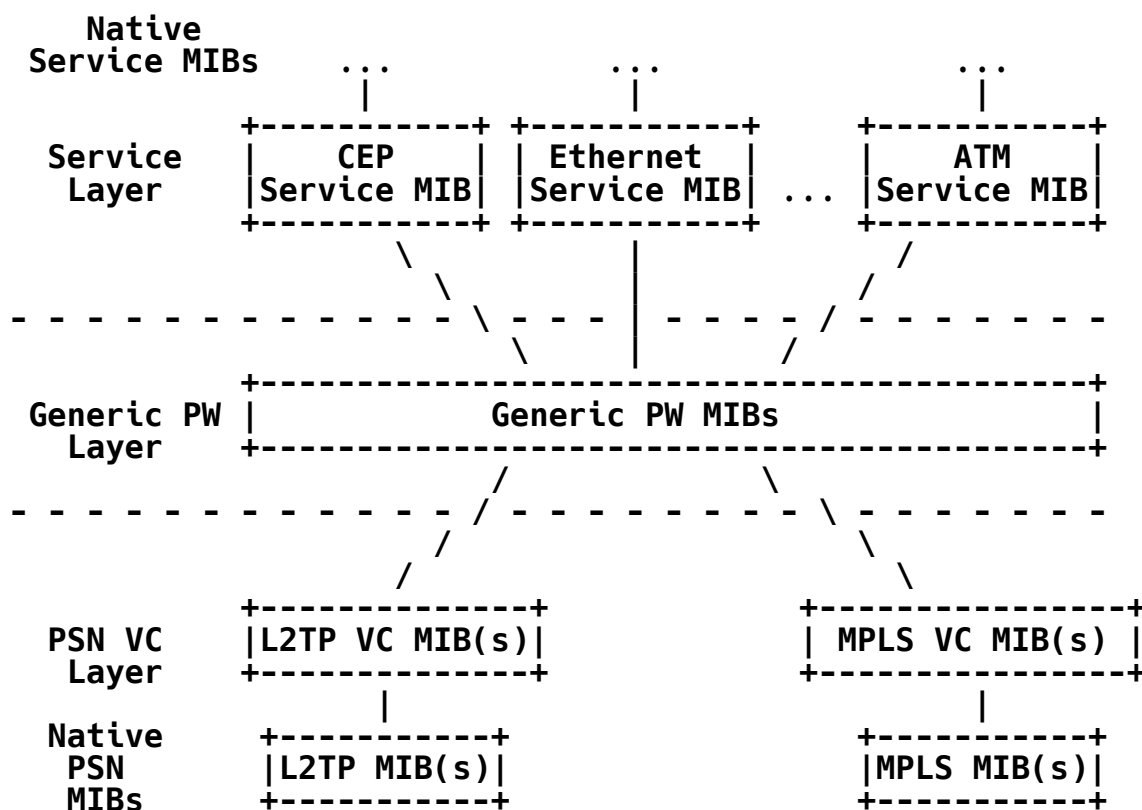 Native
Service MIBs ... ... ...
| | |
+-----------+ +-----------+ +-----------+
Service | CEP | | Ethernet | | ATM |
Layer |Service MIB| |Service MIB| ... |Service MIB|
+-----------+ +-----------+ +-----------+
\ | /
\ | /
- - - - - - - - - - - - \ - - - | - - - - / - - - - - - -
\ | /
+-------------------------------------------+
Generic PW | Generic PW MIBs |
Layer +-------------------------------------------+
/ \
- - - - - - - - - - - - / - - - - - - - - \ - - - - - - -
/ \
/ \
+--------------+ +----------------+
PSN VC |L2TP VC MIB(s)| | MPLS VC MIB(s) |
Layer +--------------+ +----------------+
| |
Native +-----------+ +-----------+
PSN |L2TP MIB(s)| |MPLS MIB(s)|
MIBs +-----------+ +-----------+